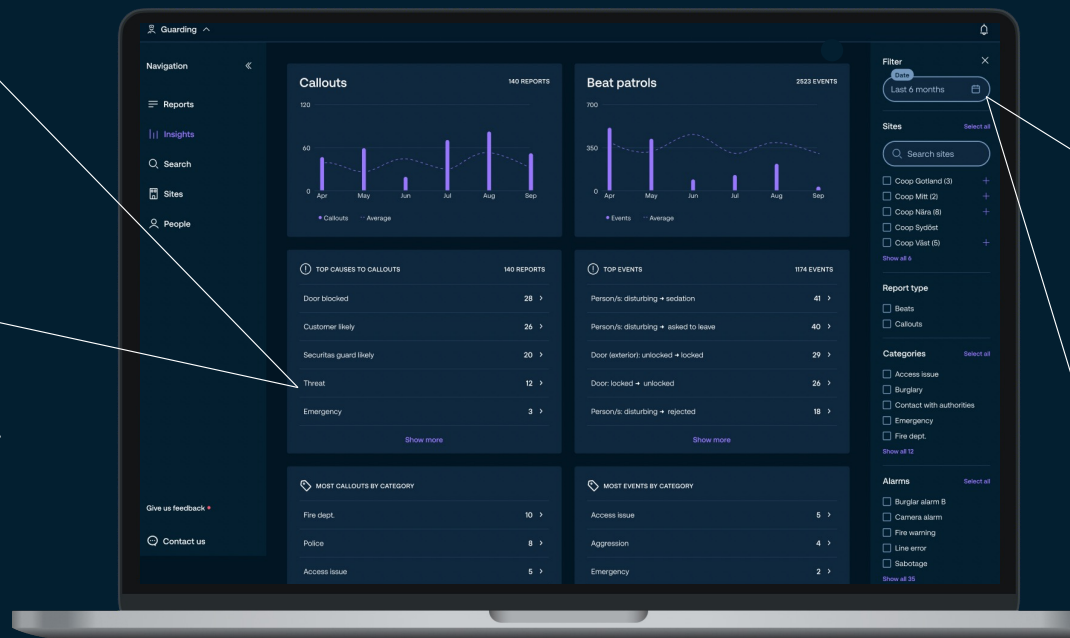 Guarding
Navigation
Reports
Insights
Search
Sites
People
Give us feedback
Contact us
Callouts 140 REPORTS
120
60
0
Apr May Jun Jul Aug Sep
Callouts Average
Beat patrols 2523 EVENTS
700
350
0
Apr May Jun Jul Aug Sep
Events Average
TOP CAUSES TO CALLOUTS 140 REPORTS
Door blocked 28
Customer likely 26
Securitas guard likely 20
Threat 12
Emergency 3
Show more
TOP EVENTS 1174 EVENTS
Person/s: disturbing → sedation 41
Person/s: disturbing → asked to leave 40
Door (exterior): unlocked → locked 29
Door: locked → unlocked 26
Person/s: disturbing → rejected 18
Show more
MOST CALLOUTS BY CATEGORY
Fire dept. 10
Police 8
Access issue 5
MOST EVENTS BY CATEGORY
Access issue 5
Aggression 4
Emergency 2
Filter
Date
Last 6 months
Sites Select all
Search sites
Coop Gotland (3)
Coop Mitt (2)
Coop Nära (8)
Coop Sydöst
Coop Väst (5)
Show all 6
Report type
Beats
Callouts
Categories Select all
Access issue
Burglary
Contact with authorities
Emergency
Fire dept.
Show all 12
Alarms Select all
Burglar alarm B
Camera alarm
Fire warning
Line error
Sabotage
Show all 35